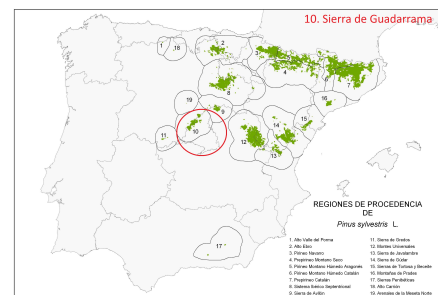 10. Sierra de Guadarrama
1
,18
2
3
4
5
6
7
8
9
19
10
11
12
13
14
15
16
17
REGIONES DE PROCEDENCIA
DE
Pinus sylvestris L.
1. Alto Valle del Porma
2. Alto Ebro
3. Pirineo Navarro
4. Prepirineo Montano Seco
5. Pirineo Montano Húmedo Aragonés
6. Pirineo Montano Húmedo Catalán
7. Prepirineo Catalán
8. Sistema Ibérico Septentrional
9. Sierra de Ayllón
11. Sierra de Gredos
12. Montes Universales
13. Sierra de Javalambre
14. Sierra de Gúdar
15. Sierras de Tortosa y Beceite
16. Montañas de Prades
17. Sierras Penibéticas
18. Alto Carrión
19. Arenales de la Meseta Norte